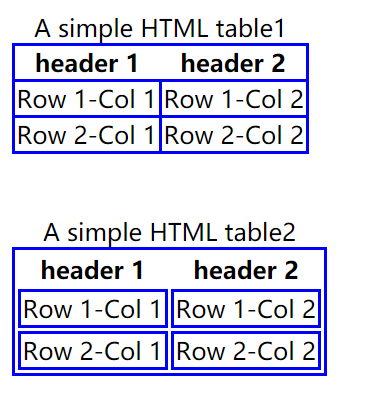 A simple HTML table1
header 1 header 2
Row 1-Col 1 Row 1-Col 2
Row 2-Col 1 Row 2-Col 2
A simple HTML table2
header 1 header 2
Row 1-Col 1 Row 1-Col 2
Row 2-Col 1 Row 2-Col 2